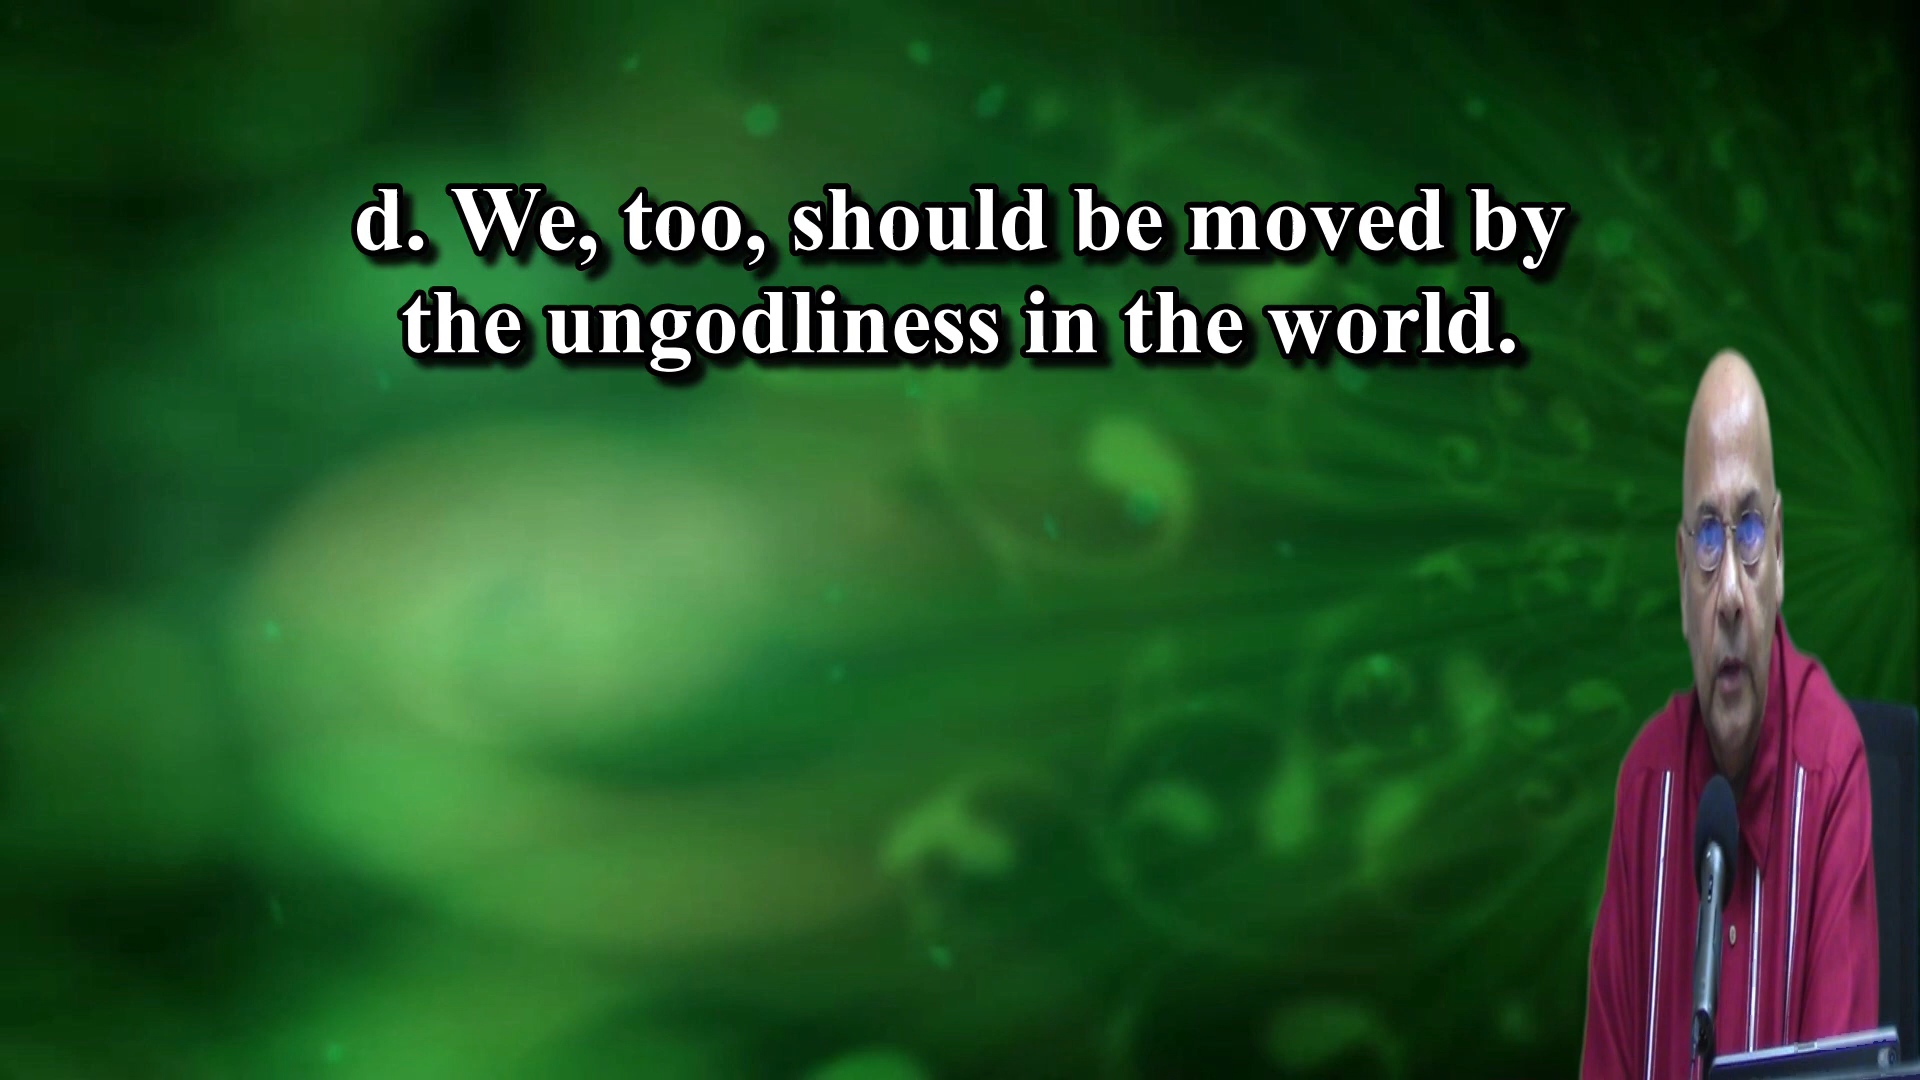 d. We, too, should be moved by
the ungodliness in the world.